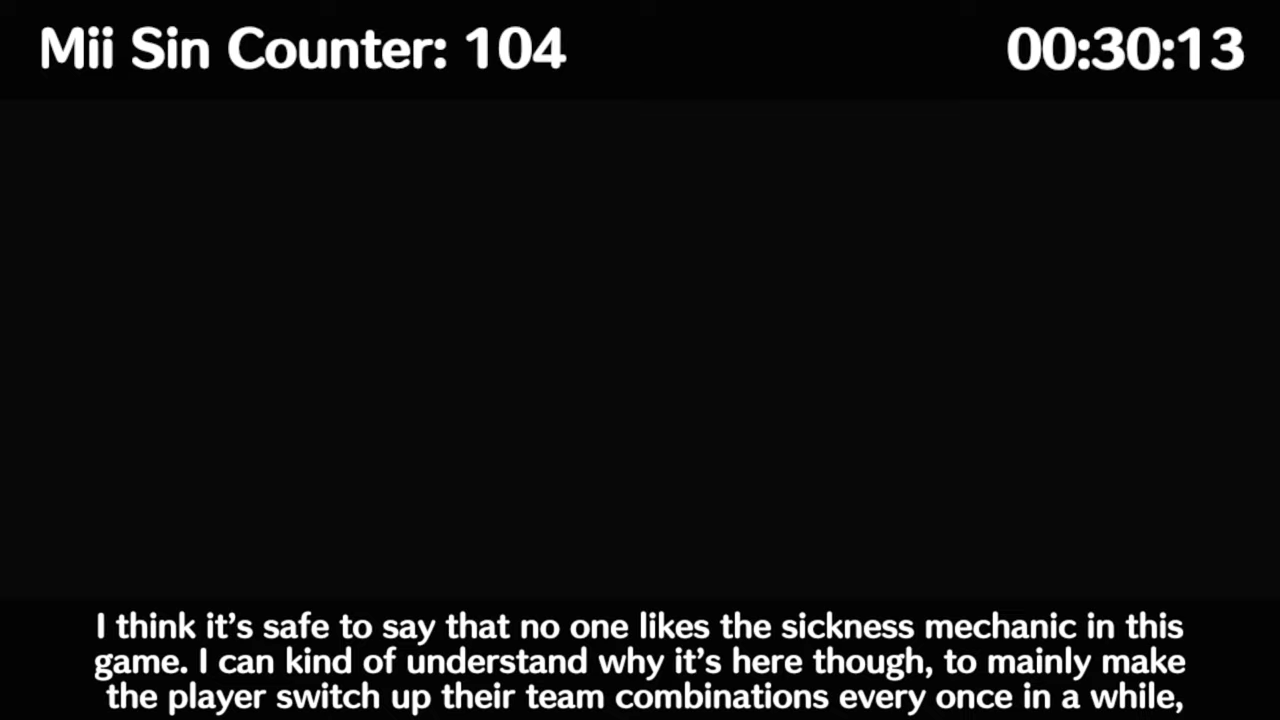 Mii Sin Counter: 104
00:30:13
I think it’s safe to say that no one likes the sickness mechanic in this
game. I can kind of understand why it’s here though, to mainly make
the player switch up their team combinations every once in a while,